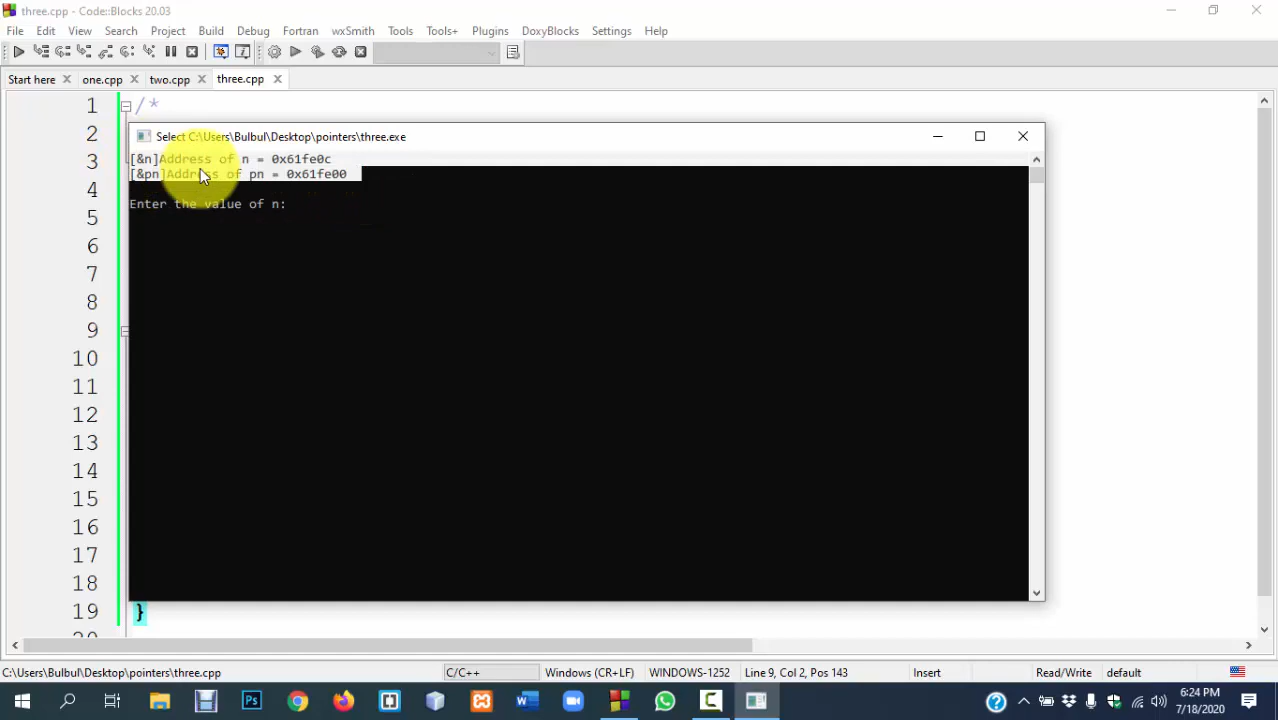 three.cpp - Code::Blocks 20.03
File Edit View Search Project Build Debug Fortran wxSmith Tools Tools+ Plugins DoxyBlocks Settings Help
Start here one.cpp two.cpp three.cpp
1 /*
2
Select C:\Users\Bulbul\Desktop\pointers\three.exe
[&n]Address of n = 0x61fe0c
3
[&pn]Address of pn = 0x61fe00
4
Enter the value of n:
5
6
7
8
9
10
11
12
13
14
15
16
17
18
19 }
C:\Users\Bulbul\Desktop\pointers\three.cpp C/C++ Windows (CR+LF) WINDOWS-1252 Line 9, Col 2, Pos 143 Insert Read/Write default
6:24 PM
7/18/2020